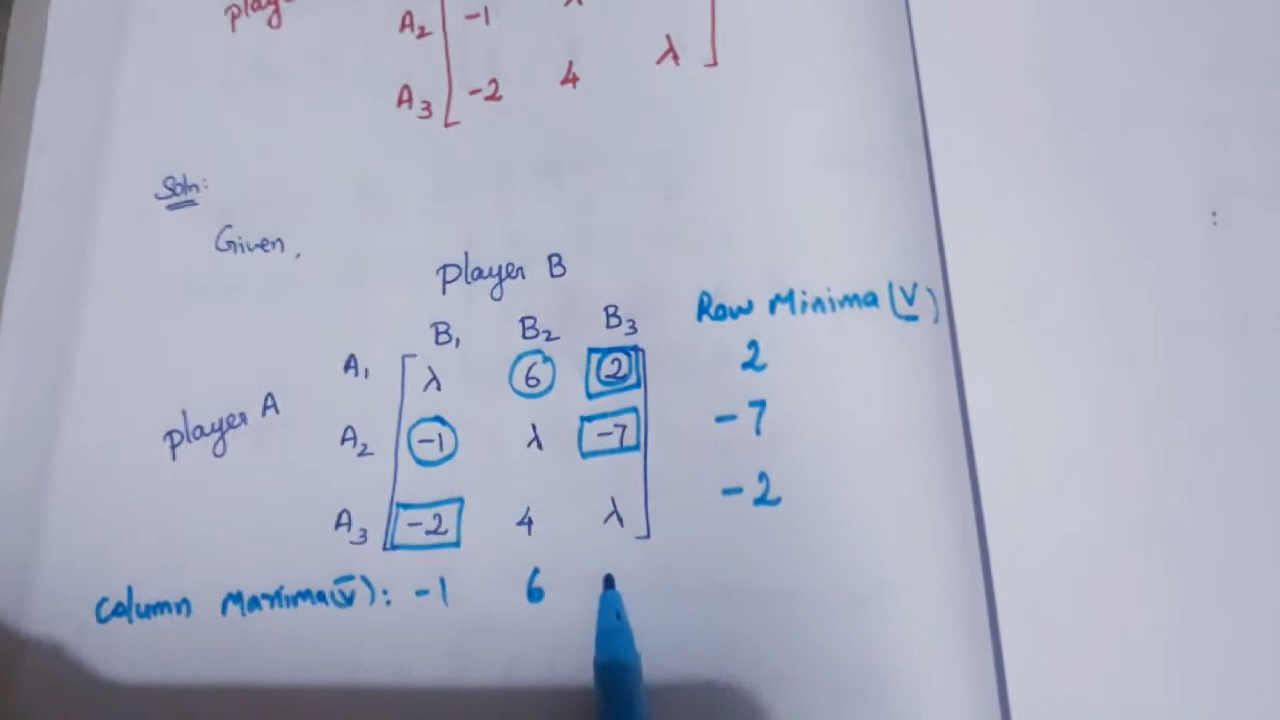 A2 -1 λ
A3 -2 4 λ
Soln:
Given,
Player B
B1 B2 B3 Row Minima (V)
A1 λ 6 2 2
player A
A2 -1 λ -7 -7
A3 -2 4 λ -2
Column Maxima(V̄): -1 6